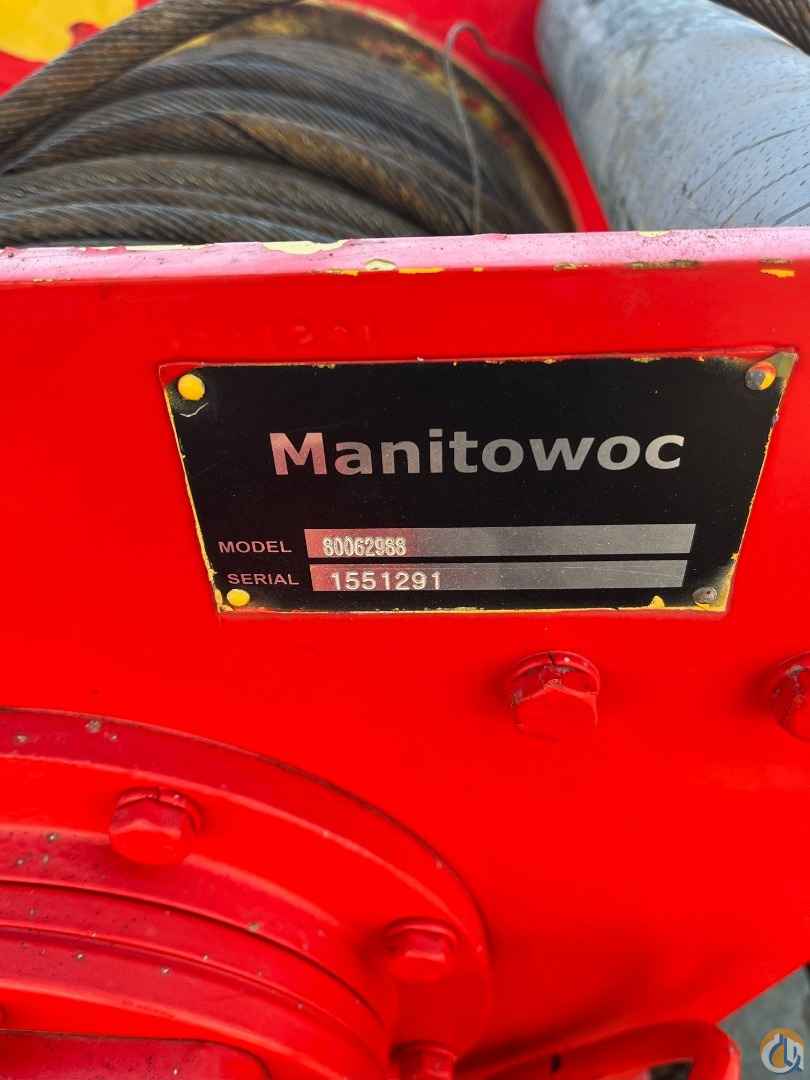 Manitowoc
MODEL 80062988
SERIAL 1551291